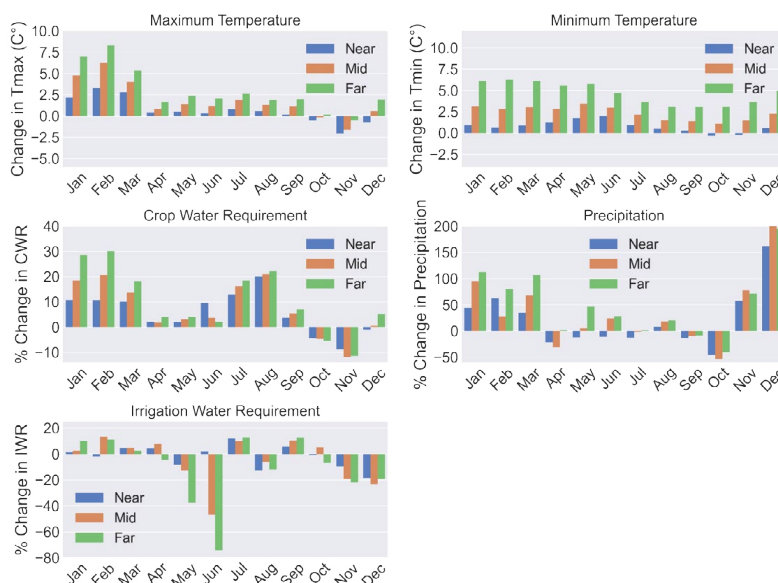 Maximum Temperature
Change in Tmax (C°)
10.0
7.5
5.0
2.5
0.0
−2.5
−5.0
Near
Mid
Far
Jan Feb Mar Apr May Jun Jul Aug Sep Oct Nov Dec
Minimum Temperature
Change in Tmin (C°)
10.0
7.5
5.0
2.5
0.0
−2.5
Near
Mid
Far
Jan Feb Mar Apr May Jun Jul Aug Sep Oct Nov Dec
Crop Water Requirement
% Change in CWR
40
30
20
10
0
−10
Near
Mid
Far
Jan Feb Mar Apr May Jun Jul Aug Sep Oct Nov Dec
Precipitation
% Change in Precipitation
200
150
100
50
0
−50
Near
Mid
Far
Jan Feb Mar Apr May Jun Jul Aug Sep Oct Nov Dec
Irrigation Water Requirement
% Change in IWR
20
0
−20
−40
−60
−80
Near
Mid
Far
Jan Feb Mar Apr May Jun Jul Aug Sep Oct Nov Dec